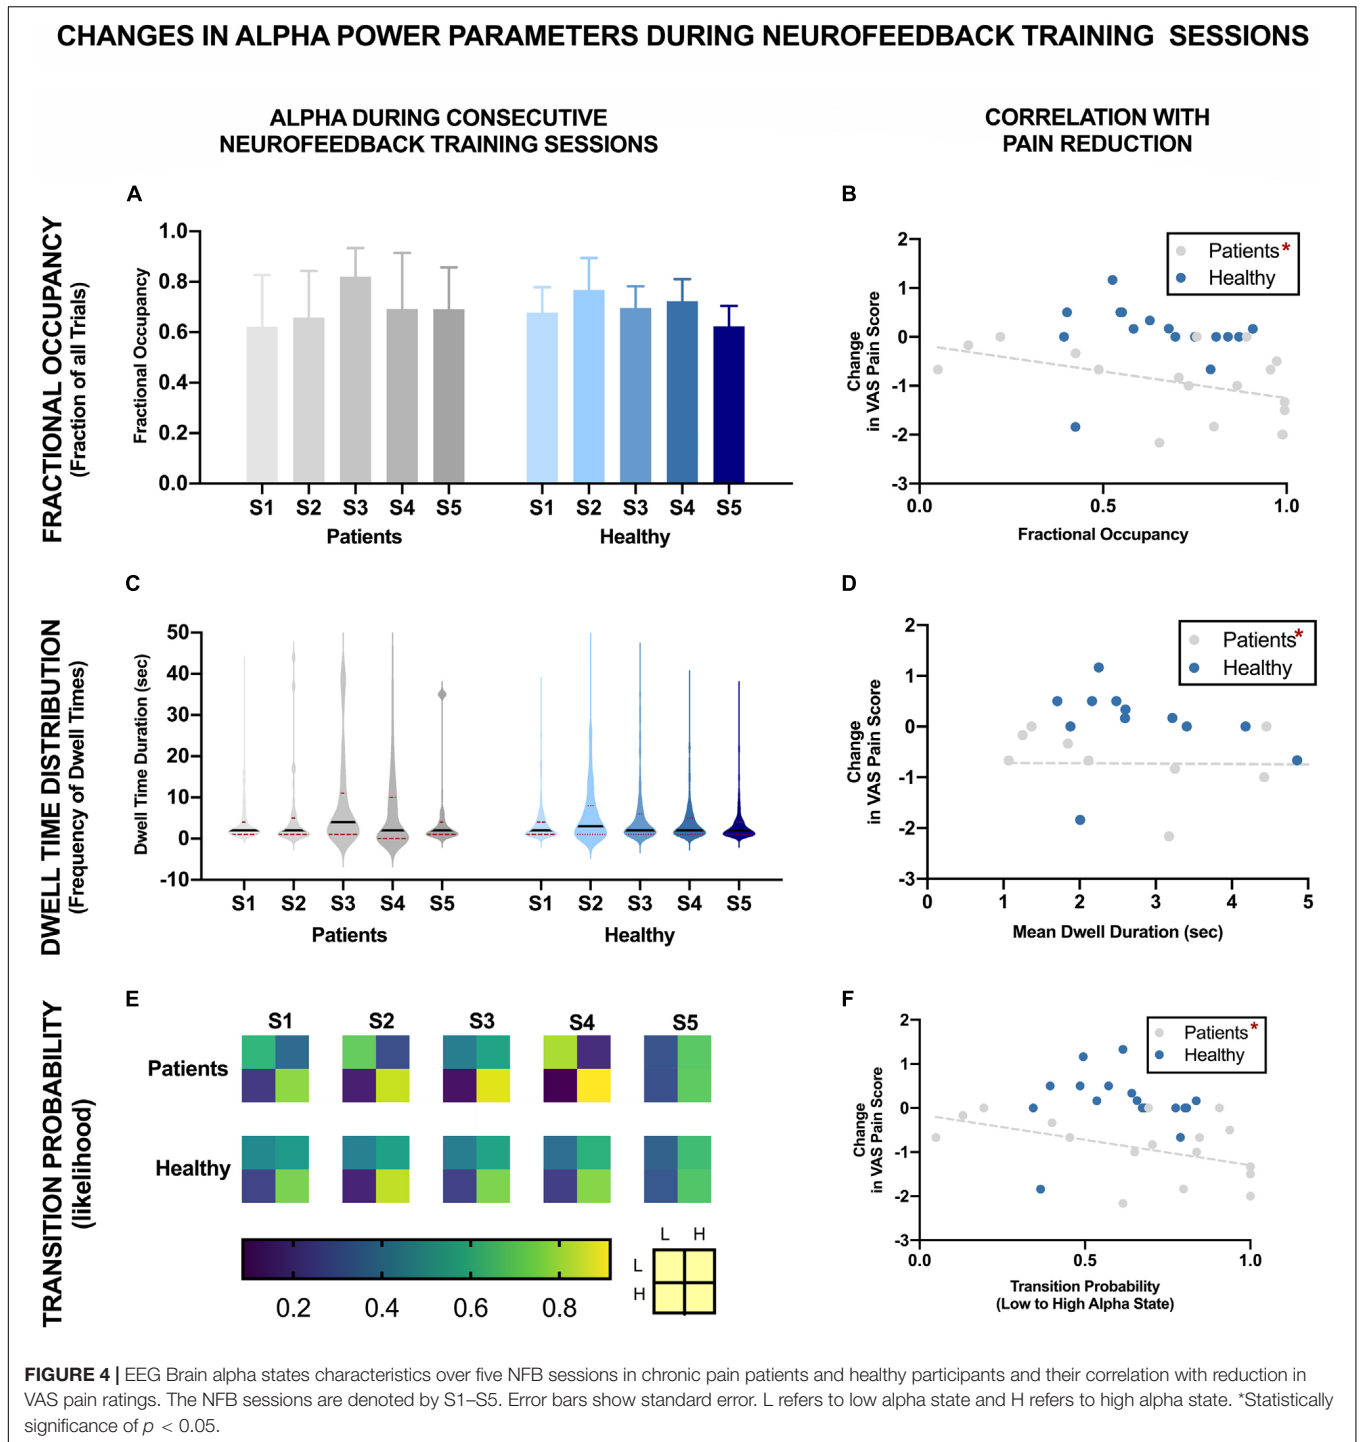 CHANGES IN ALPHA POWER PARAMETERS DURING NEUROFEEDBACK TRAINING SESSIONS
ALPHA DURING CONSECUTIVE
NEUROFEEDBACK TRAINING SESSIONS
CORRELATION WITH
PAIN REDUCTION
FRACTIONAL OCCUPANCY
(Fraction of all Trials)
A
Fractional Occupancy
1.0
0.8
0.6
0.4
0.2
0.0
S1 S2 S3 S4 S5 S1 S2 S3 S4 S5
Patients Healthy
B
Change
in VAS Pain Score
2
1
0
-1
-2
-3
Patients*
Healthy
0.0 0.5 1.0
Fractional Occupancy
DWELL TIME DISTRIBUTION
(Frequency of Dwell Times)
C
Dwell Time Duration (sec)
50
40
30
20
10
0
-10
S1 S2 S3 S4 S5 S1 S2 S3 S4 S5
Patients Healthy
D
Change
in VAS Pain Score
2
1
0
-1
-2
-3
Patients*
Healthy
0 1 2 3 4 5
Mean Dwell Duration (sec)
TRANSITION PROBABILITY
(likelihood)
E
S1 S2 S3 S4 S5
Patients
Healthy
0.2 0.4 0.6 0.8
L H
L
H
F
Change
in VAS Pain Score
2
1
0
-1
-2
-3
Patients*
Healthy
0.0 0.5 1.0
Transition Probability
(Low to High Alpha State)
FIGURE 4 | EEG Brain alpha states characteristics over five NFB sessions in chronic pain patients and healthy participants and their correlation with reduction in
VAS pain ratings. The NFB sessions are denoted by S1–S5. Error bars show standard error. L refers to low alpha state and H refers to high alpha state. *Statistically
significance of p < 0.05.